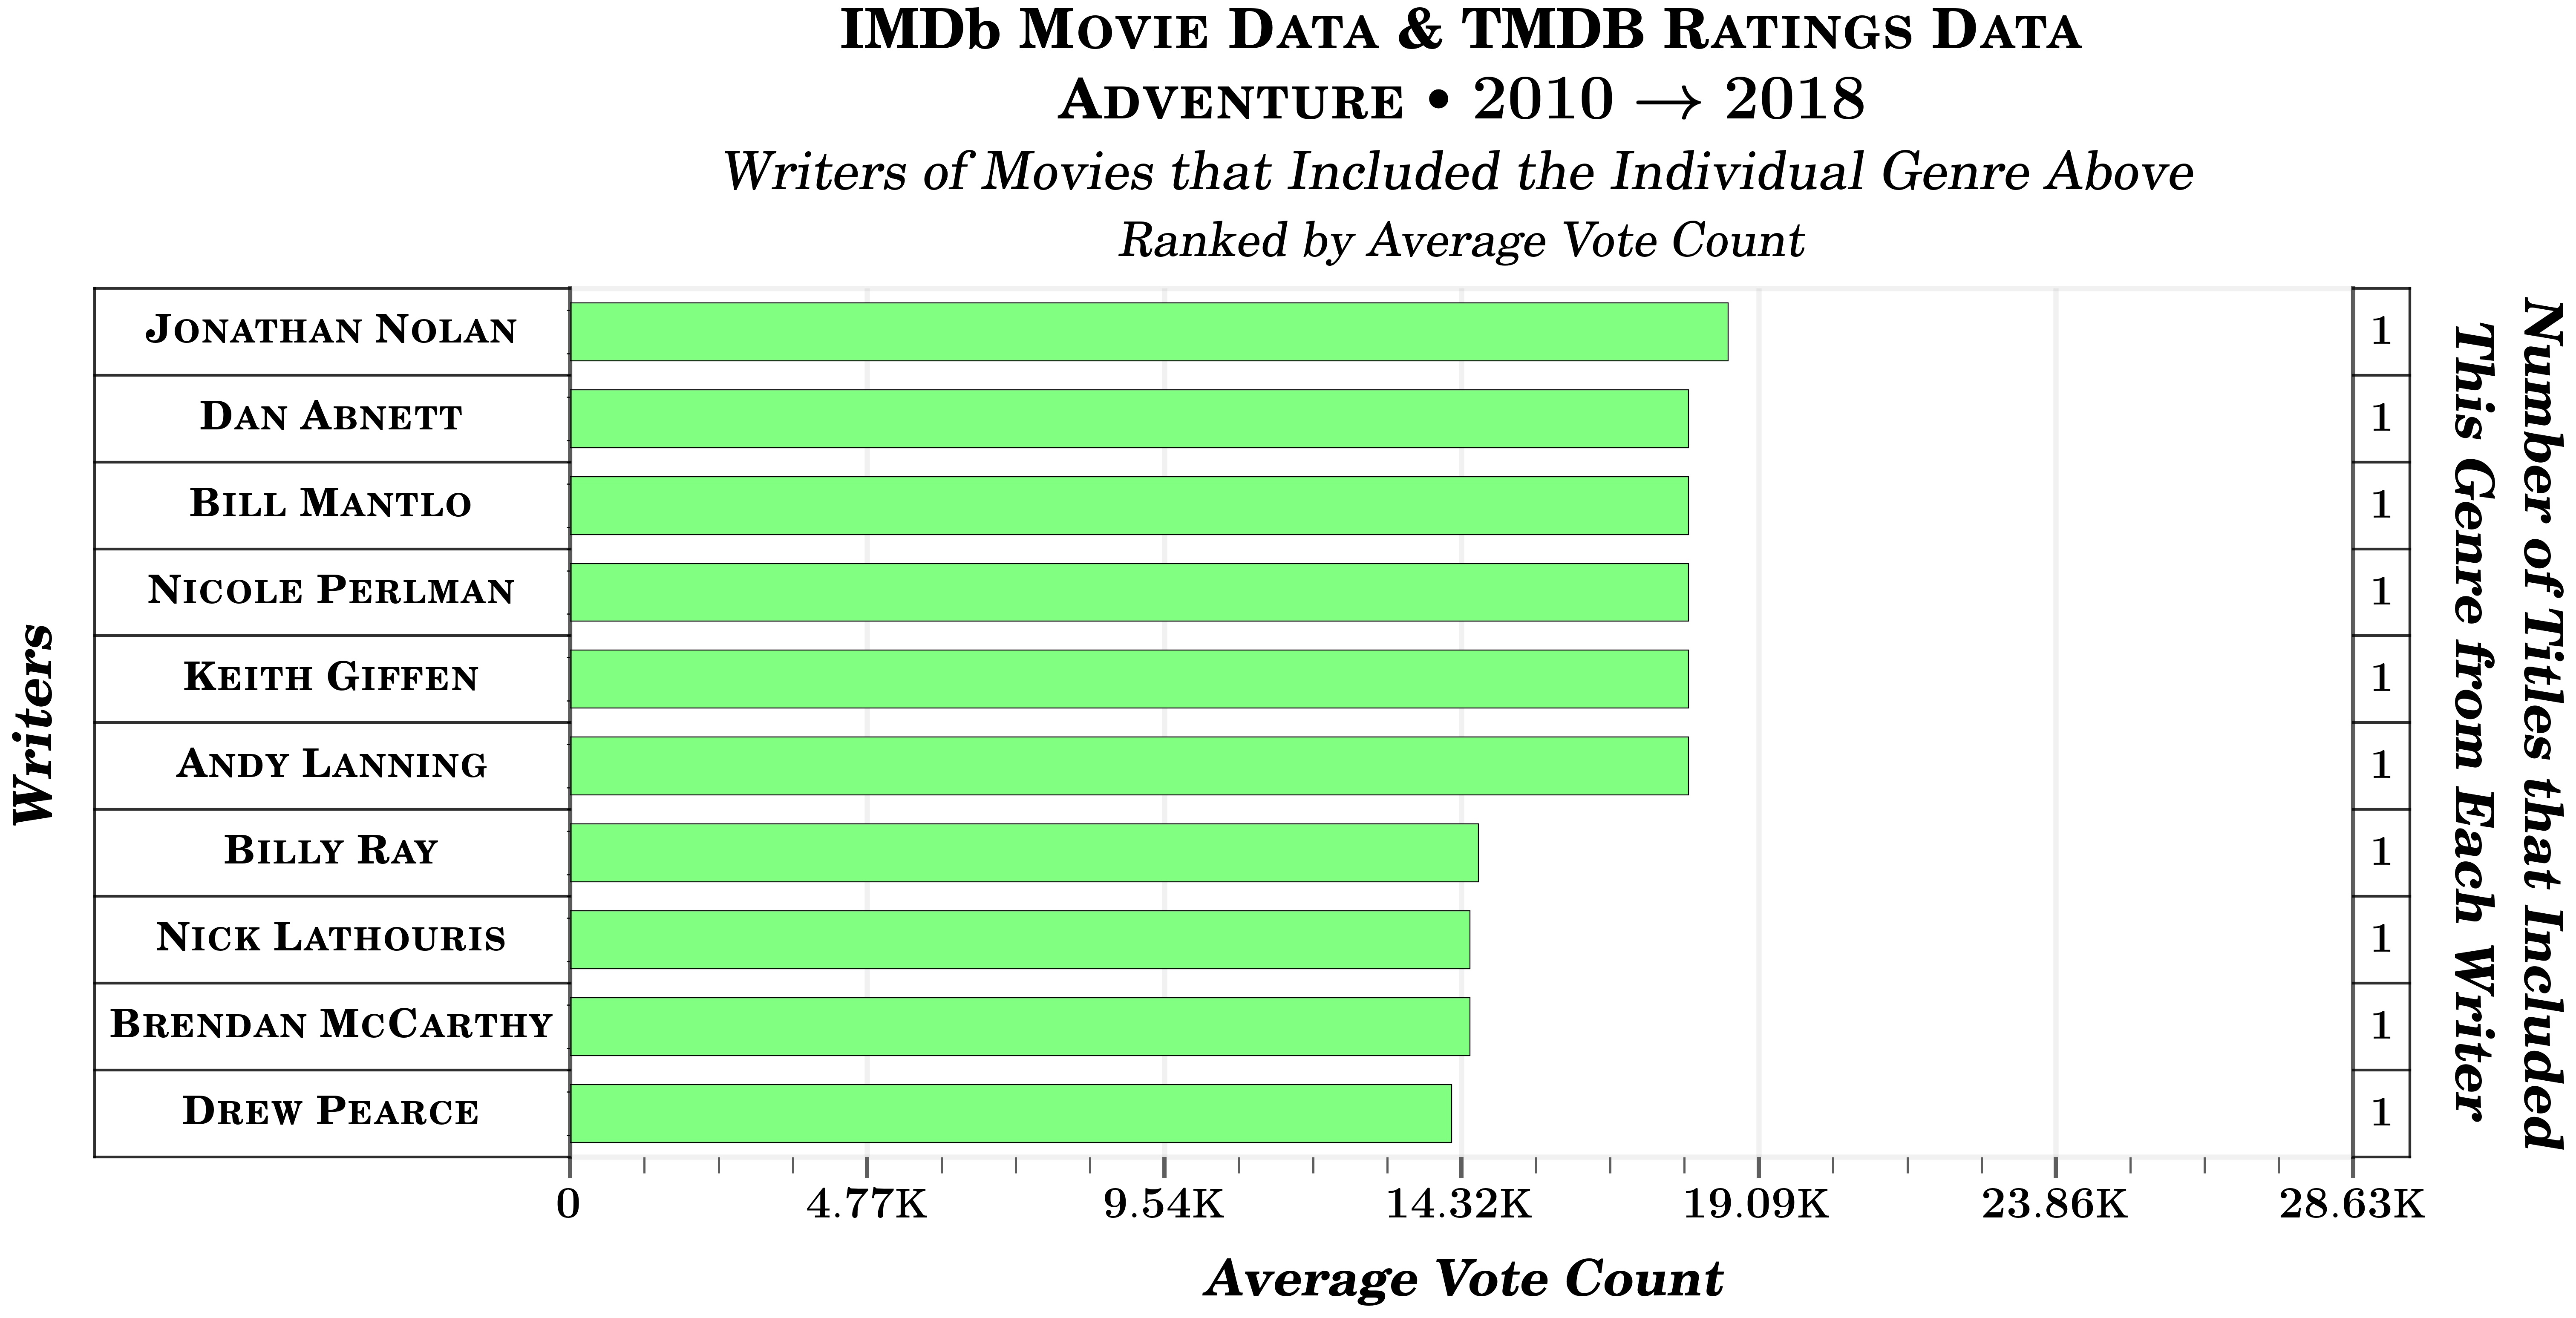 IMDb Movie Data & TMDB Ratings Data
Adventure • 2010 → 2018
Writers of Movies that Included the Individual Genre Above
Ranked by Average Vote Count
Writers
Jonathan Nolan 1
Dan Abnett 1
Bill Mantlo 1
Nicole Perlman 1
Keith Giffen 1
Andy Lanning 1
Billy Ray 1
Nick Lathouris 1
Brendan McCarthy 1
Drew Pearce 1
Number of Titles that Included
This Genre from Each Writer
0 4.77K 9.54K 14.32K 19.09K 23.86K 28.63K
Average Vote Count